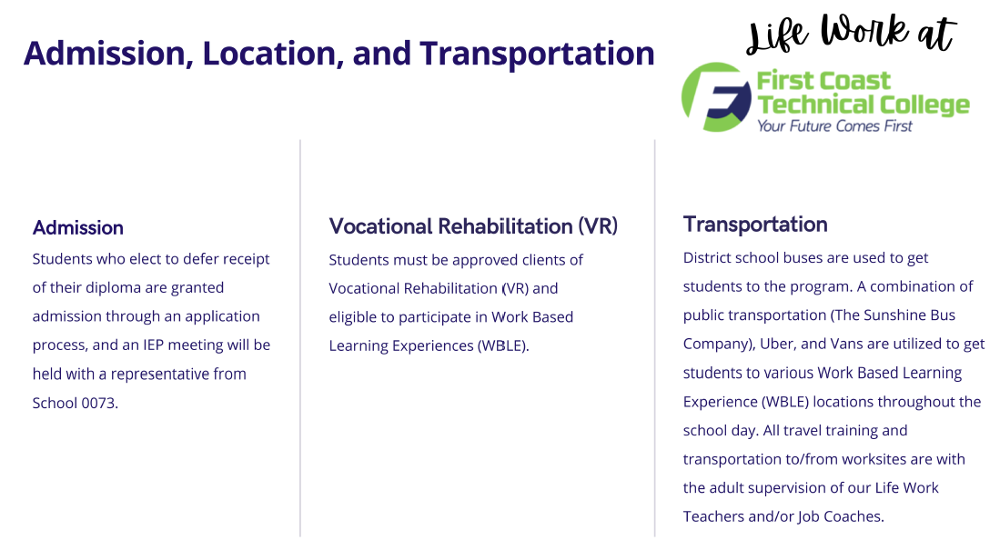 Admission, Location, and Transportation
Life Work at
First Coast
Technical College
Your Future Comes First
Admission
Students who elect to defer receipt
of their diploma are granted
admission through an application
process, and an IEP meeting will be
held with a representative from
School 0073.
Vocational Rehabilitation (VR)
Students must be approved clients of
Vocational Rehabilitation (VR) and
eligible to participate in Work Based
Learning Experiences (WBLE).
Transportation
District school buses are used to get
students to the program. A combination of
public transportation (The Sunshine Bus
Company), Uber, and Vans are utilized to get
students to various Work Based Learning
Experience (WBLE) locations throughout the
school day. All travel training and
transportation to/from worksites are with
the adult supervision of our Life Work
Teachers and/or Job Coaches.